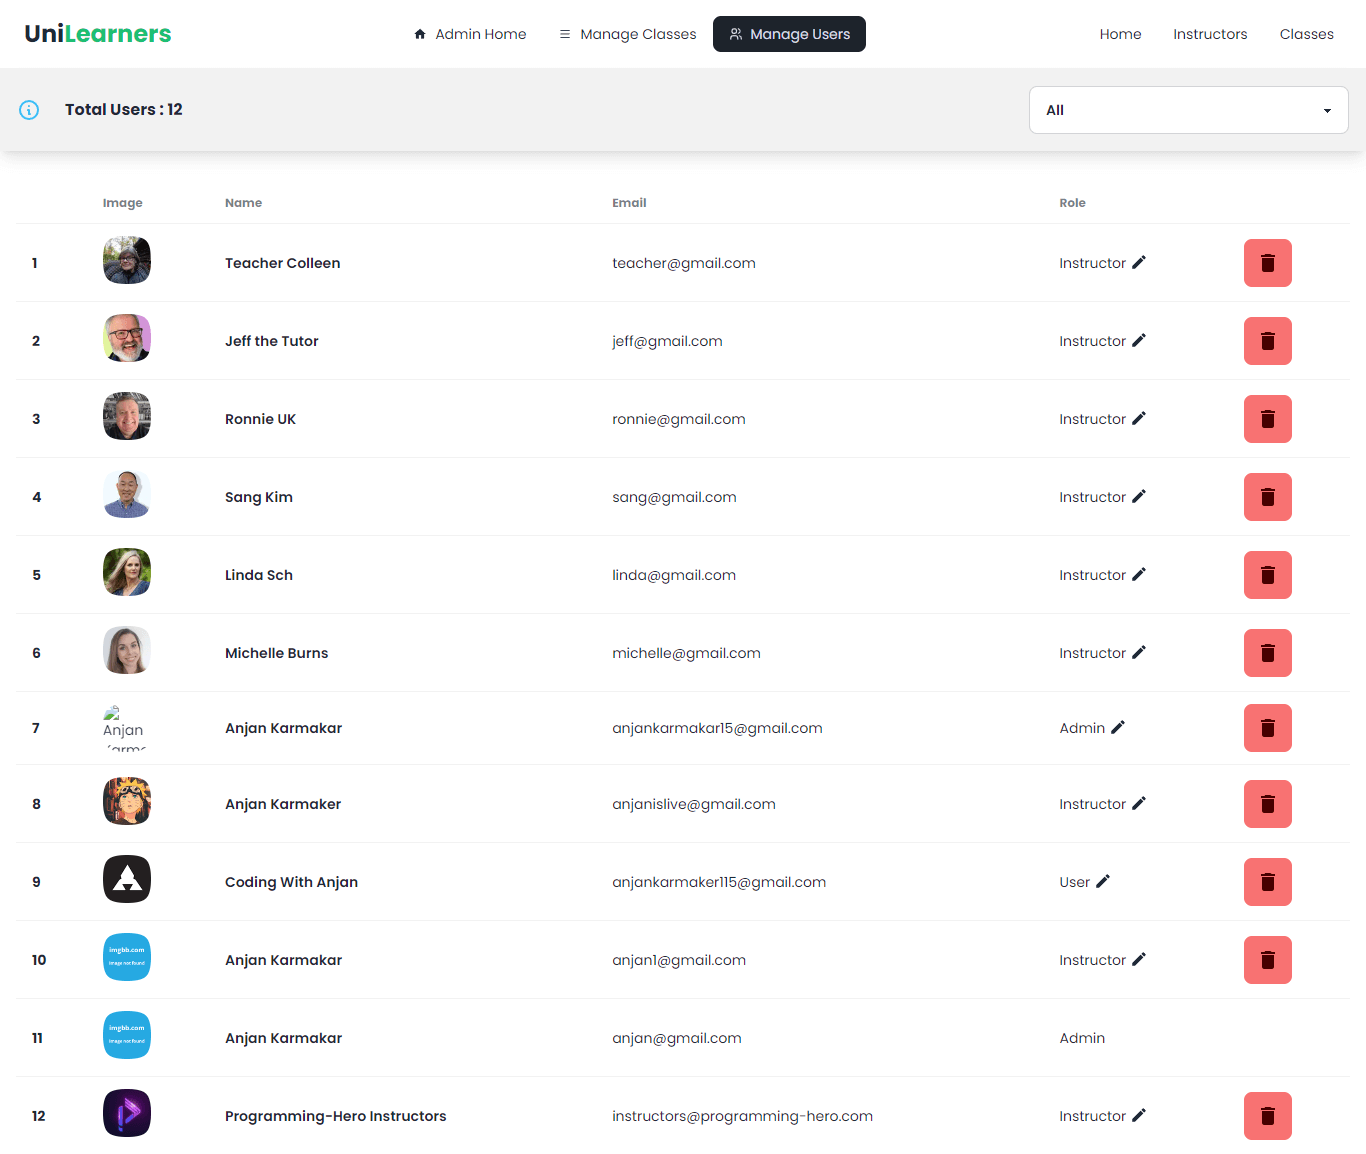 UniLearners
Admin Home
Manage Classes
Manage Users
Home
Instructors
Classes
Total Users : 12
All
Image Name Email Role
1 Teacher Colleen teacher@gmail.com Instructor
2 Jeff the Tutor jeff@gmail.com Instructor
3 Ronnie UK ronnie@gmail.com Instructor
4 Sang Kim sang@gmail.com Instructor
5 Linda Sch linda@gmail.com Instructor
6 Michelle Burns michelle@gmail.com Instructor
7 Anjan Anjan Karmakar anjankarmakar15@gmail.com Admin
8 Anjan Karmaker anjanislive@gmail.com Instructor
9 Coding With Anjan anjankarmaker115@gmail.com User
imgbb.com
image not found
10 Anjan Karmakar anjan1@gmail.com Instructor
imgbb.com
image not found
11 Anjan Karmakar anjan@gmail.com Admin
12 Programming-Hero Instructors instructors@programming-hero.com Instructor